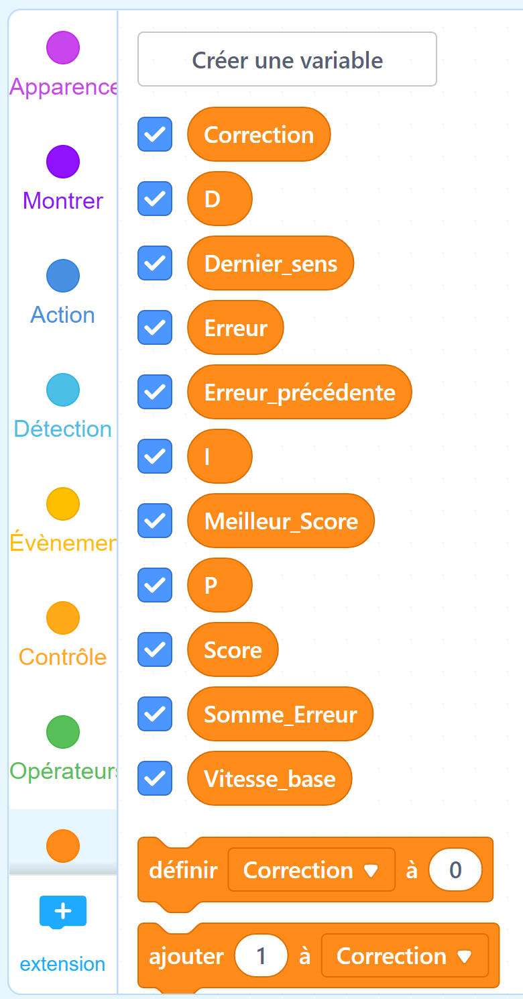 Apparence
Montrer
Action
Détection
Évènemen
Contrôle
Opérateurs
extension
Créer une variable
Correction
D
Dernier_sens
Erreur
Erreur_précédente
I
Meilleur_Score
P
Score
Somme_Erreur
Vitesse_base
définir Correction à 0
ajouter 1 à Correction